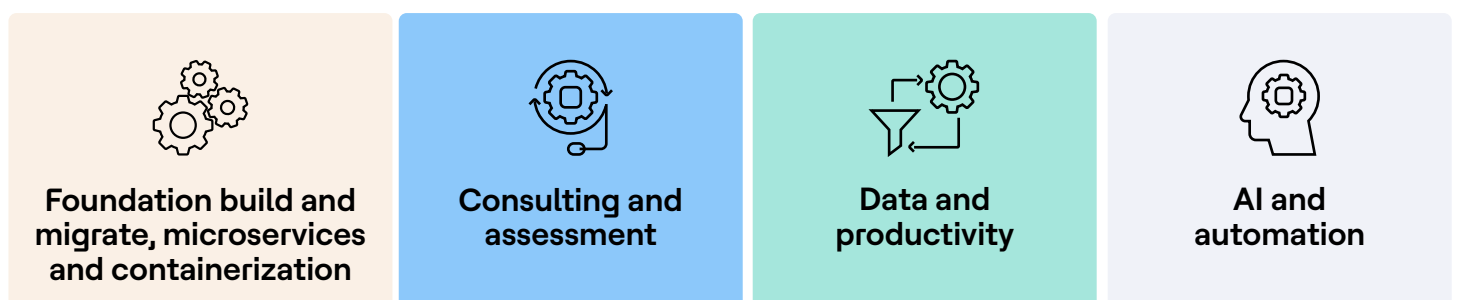 Foundation build and
migrate, microservices
and containerization
Consulting and
assessment
Data and
productivity
AI and
automation